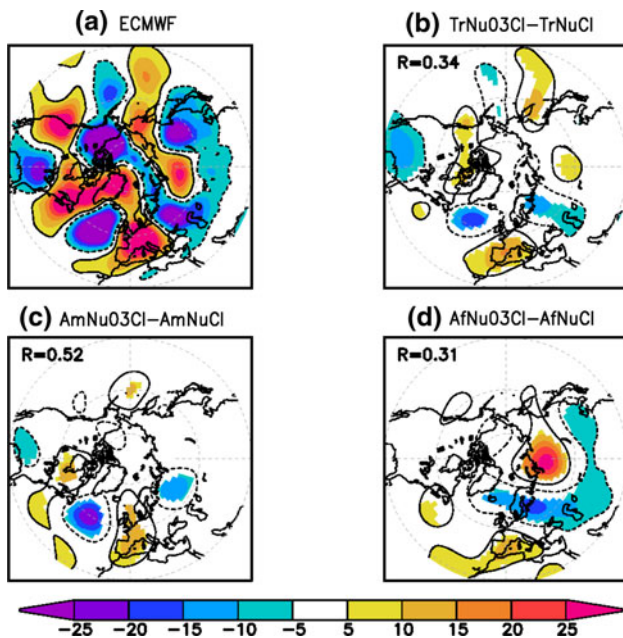 (a) ECMWF
(b) TrNu03Cl−TrNuCl
R=0.34
(c) AmNu03Cl−AmNuCl
R=0.52
(d) AfNu03Cl−AfNuCl
R=0.31
−25 −20 −15 −10 −5 5 10 15 20 25